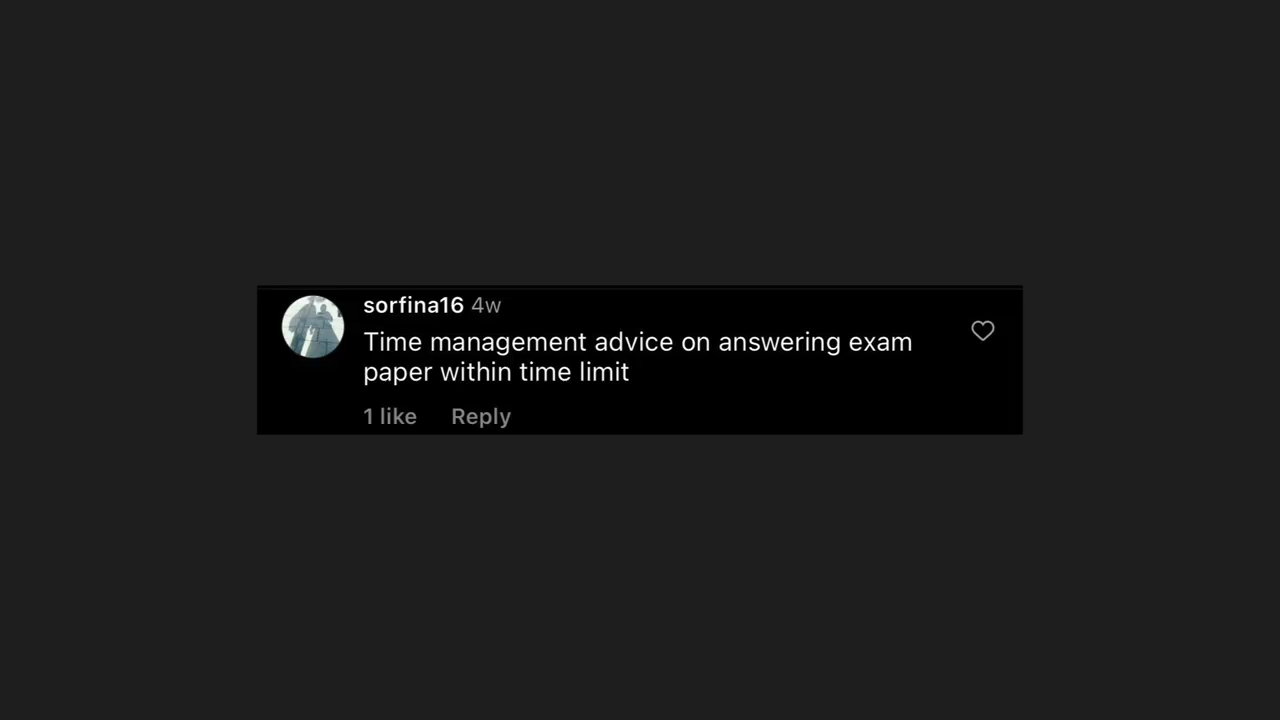 sorfina16 4w
Time management advice on answering exam
paper within time limit
1 like Reply